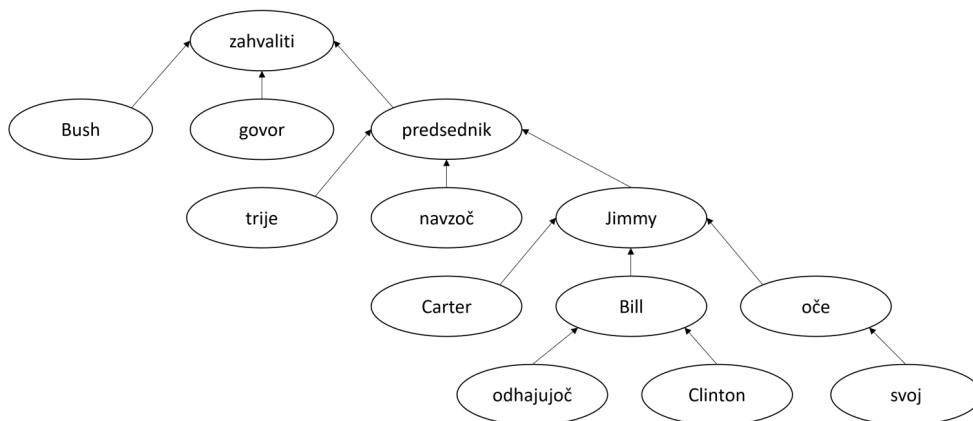 zahvaliti
Bush
govor
predsednik
trije
navzoč
Jimmy
Carter
Bill
oče
odhajujoč
Clinton
svoj